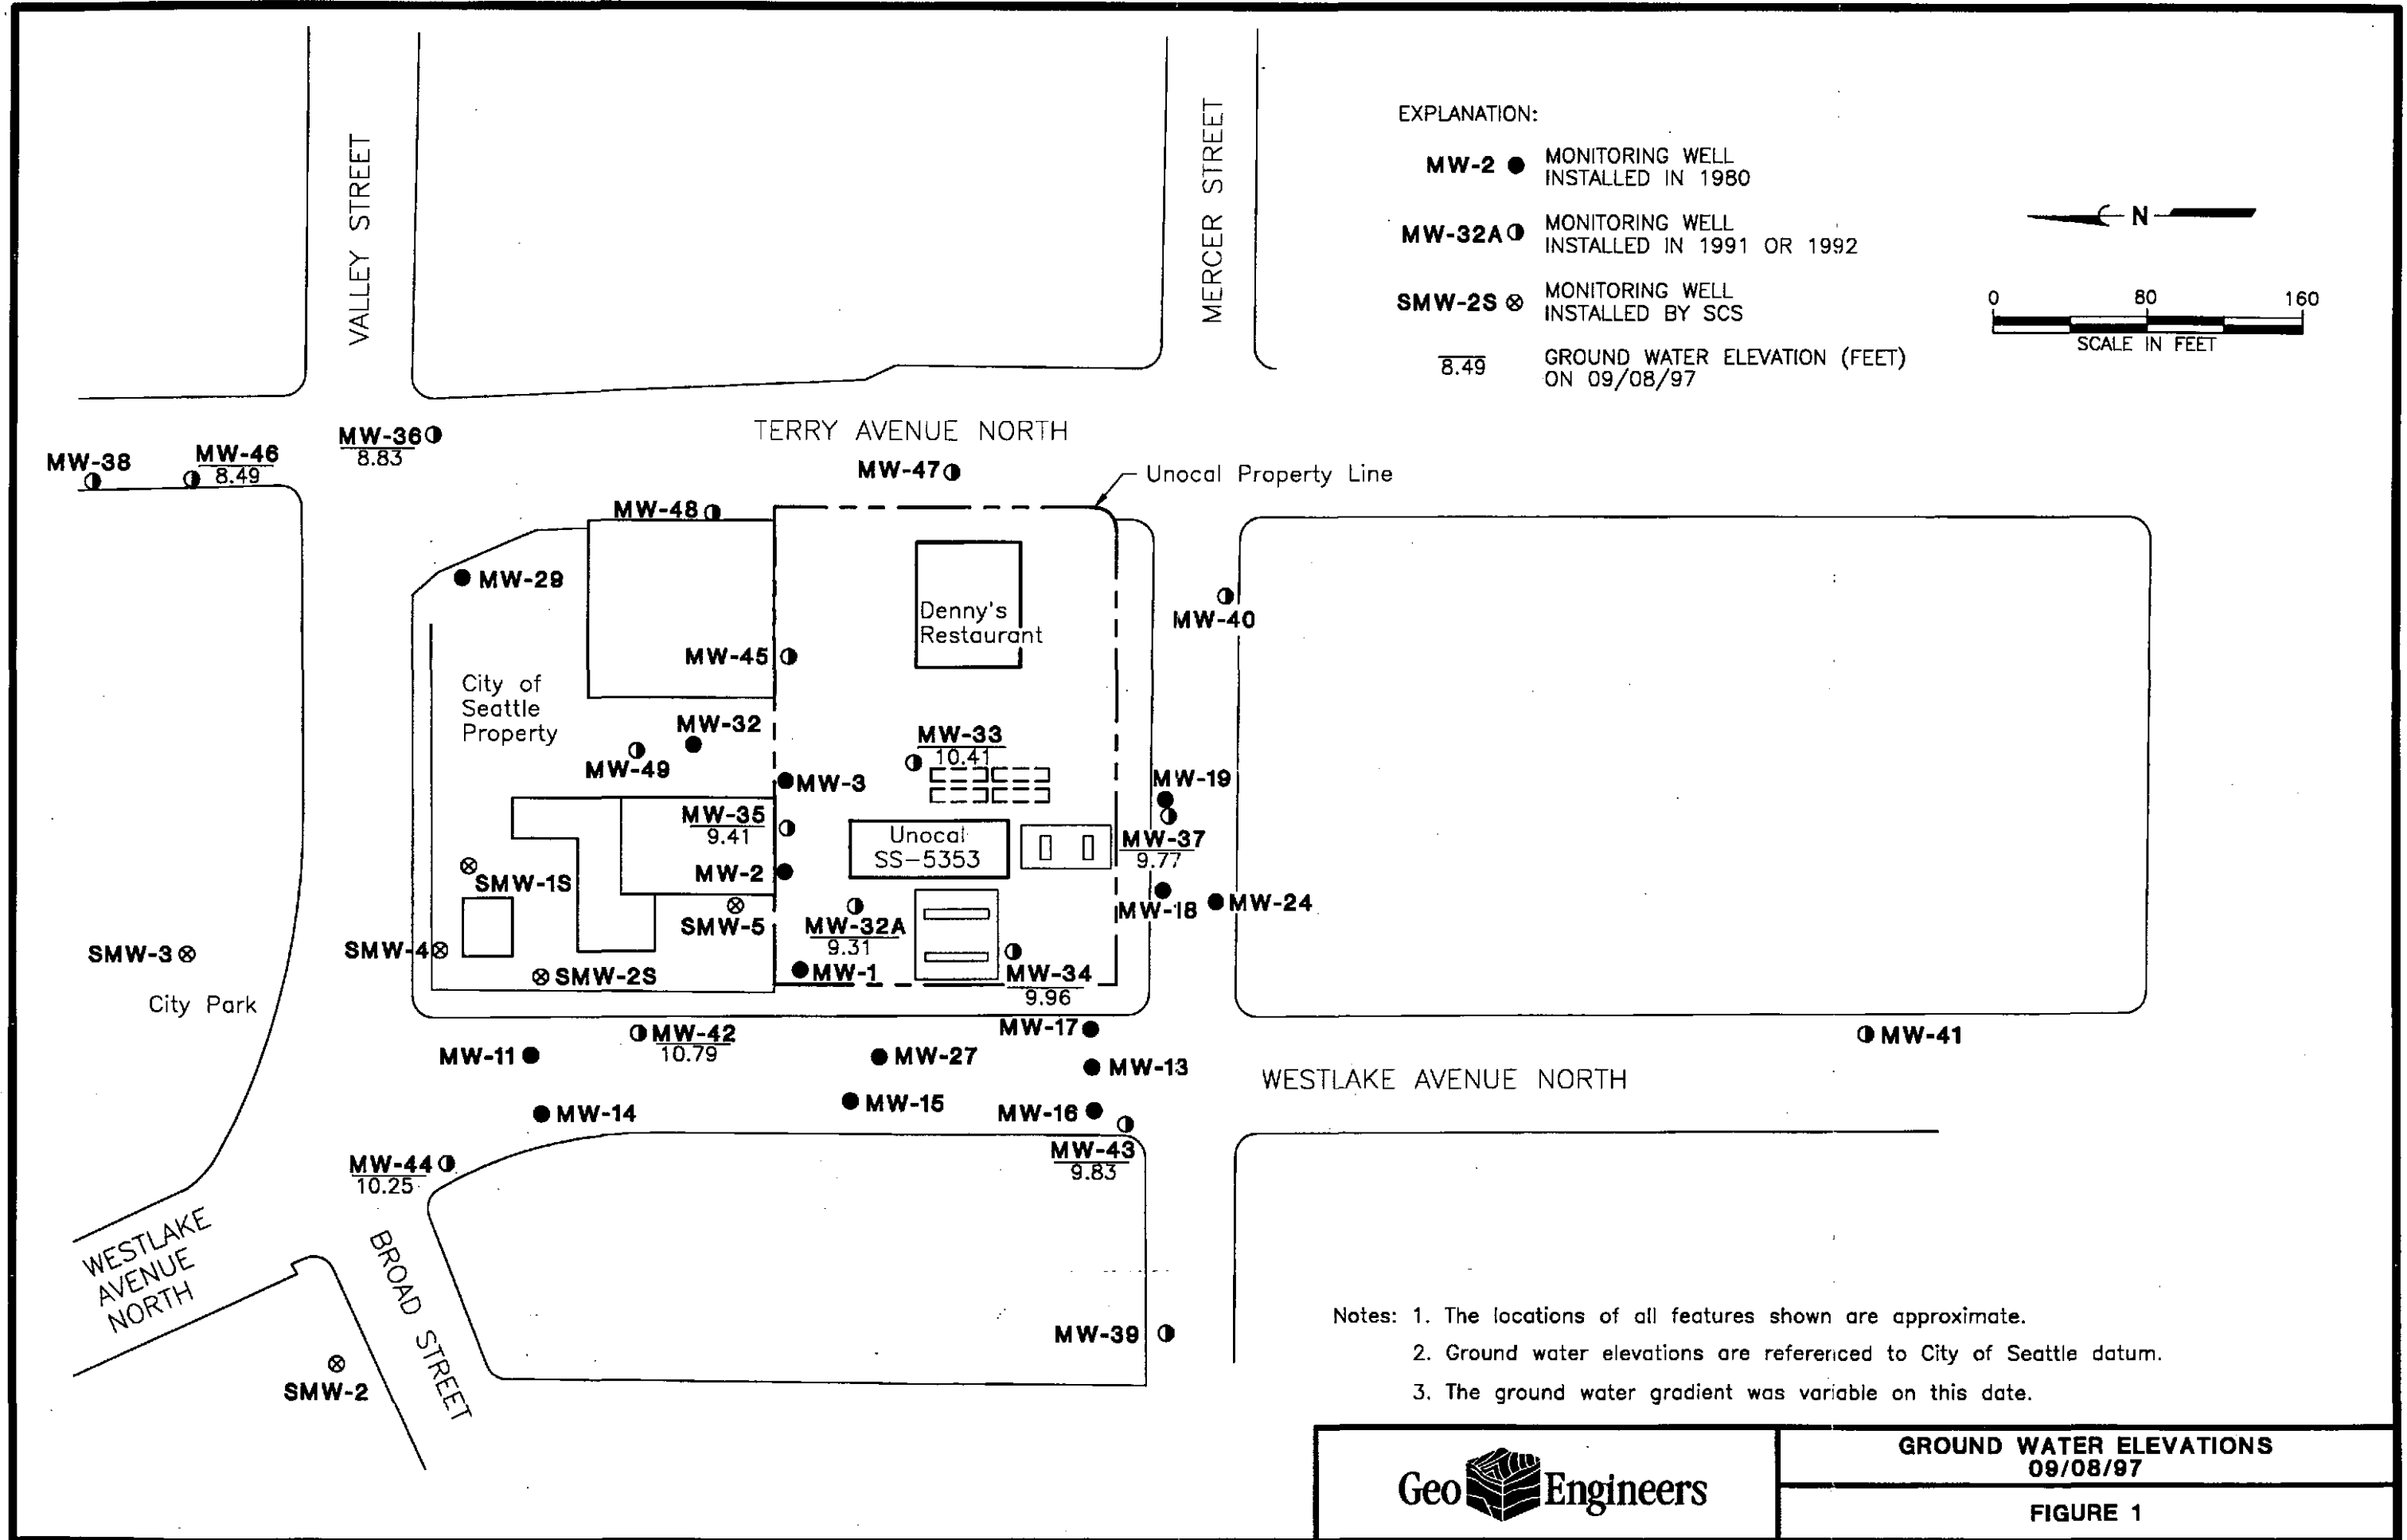 EXPLANATION:
MW-2
MONITORING WELL
INSTALLED IN 1980
MW-32A
MONITORING WELL
INSTALLED IN 1991 OR 1992
SMW-2S
MONITORING WELL
INSTALLED BY SCS
8.49
GROUND WATER ELEVATION (FEET)
ON 09/08/97
N
0 80 160
SCALE IN FEET
VALLEY STREET
MERCER STREET
TERRY AVENUE NORTH
MW-38
MW-46
8.49
MW-36
8.83
MW-47
Unocal Property Line
MW-48
MW-29
Denny's
Restaurant
MW-40
MW-45
City of
Seattle
Property
MW-32
MW-49
MW-33
10.41
MW-3
MW-19
MW-35
9.41
Unocal
SS-5353
MW-37
9.77
MW-2
SMW-1S
MW-18
MW-24
SMW-5
MW-32A
9.31
SMW-3
SMW-4
SMW-2S
MW-1
MW-34
9.96
City Park
MW-42
10.79
MW-17
MW-41
MW-11
MW-27
MW-13
WESTLAKE AVENUE NORTH
MW-14
MW-15
MW-16
MW-43
9.83
MW-44
10.25
WESTLAKE
AVENUE
NORTH
BROAD STREET
MW-39
SMW-2
Notes: 1. The locations of all features shown are approximate.
2. Ground water elevations are referenced to City of Seattle datum.
3. The ground water gradient was variable on this date.
Geo Engineers
GROUND WATER ELEVATIONS
09/08/97
FIGURE 1